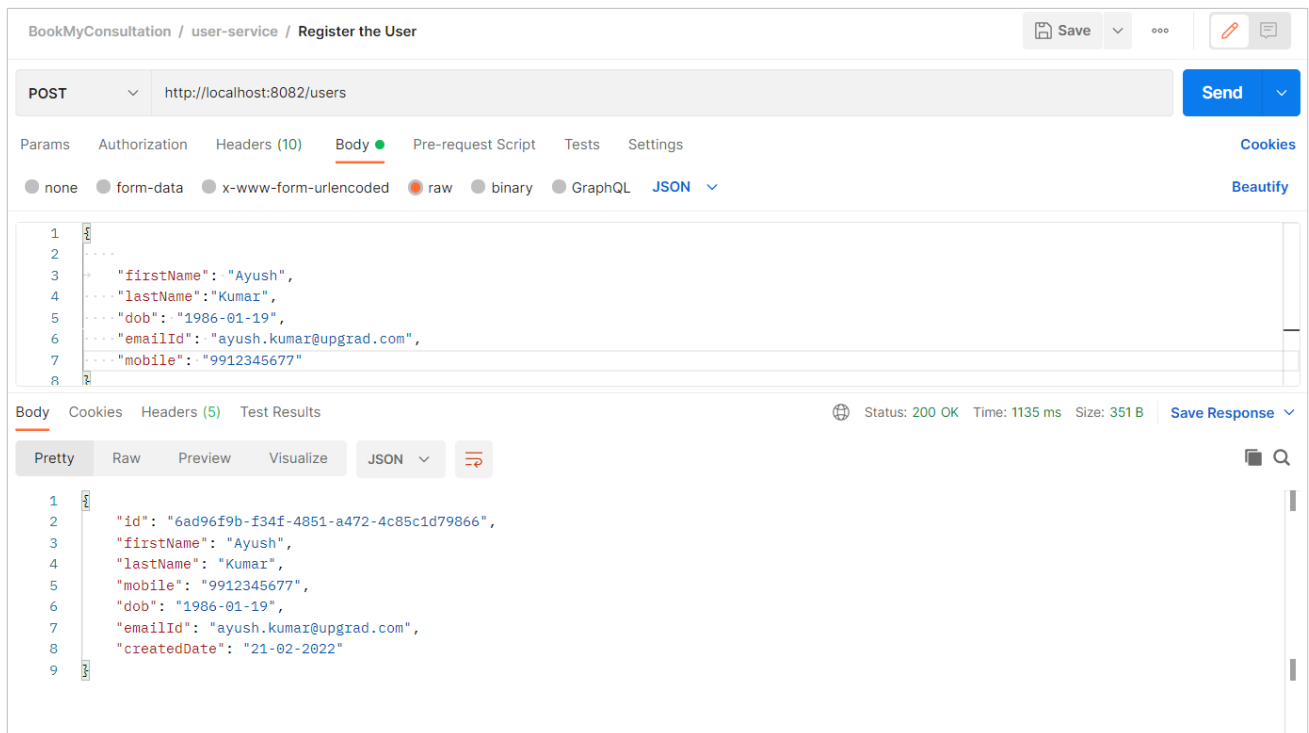 BookMyConsultation / user-service / Register the User
Save
ooo
POST http://localhost:8082/users Send
Params Authorization Headers (10) Body Pre-request Script Tests Settings Cookies
none form-data x-www-form-urlencoded raw binary GraphQL JSON Beautify
1 {
2
3 "firstName": "Ayush",
4 "lastName":"Kumar",
5 "dob": "1986-01-19",
6 "emailId": "ayush.kumar@upgrad.com",
7 "mobile": "9912345677"
8 }
Body Cookies Headers (5) Test Results Status: 200 OK Time: 1135 ms Size: 351 B Save Response
Pretty Raw Preview Visualize JSON
1 {
2 "id": "6ad96f9b-f34f-4851-a472-4c85c1d79866",
3 "firstName": "Ayush",
4 "lastName": "Kumar",
5 "mobile": "9912345677",
6 "dob": "1986-01-19",
7 "emailId": "ayush.kumar@upgrad.com",
8 "createdDate": "21-02-2022"
9 }